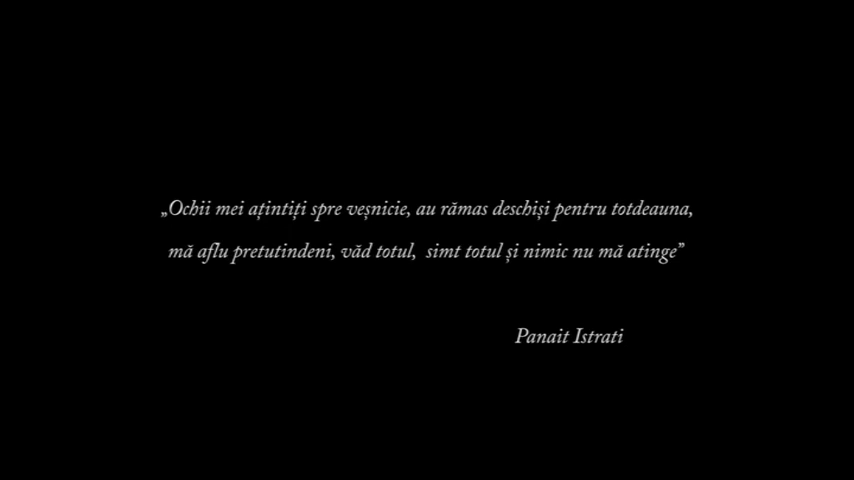 „Ochii mei ațintiți spre veșnicie, au rămas deschiși pentru totdeauna,
mă aflu pretutindeni, văd totul,  simt totul și nimic nu mă atinge”
Panait Istrati